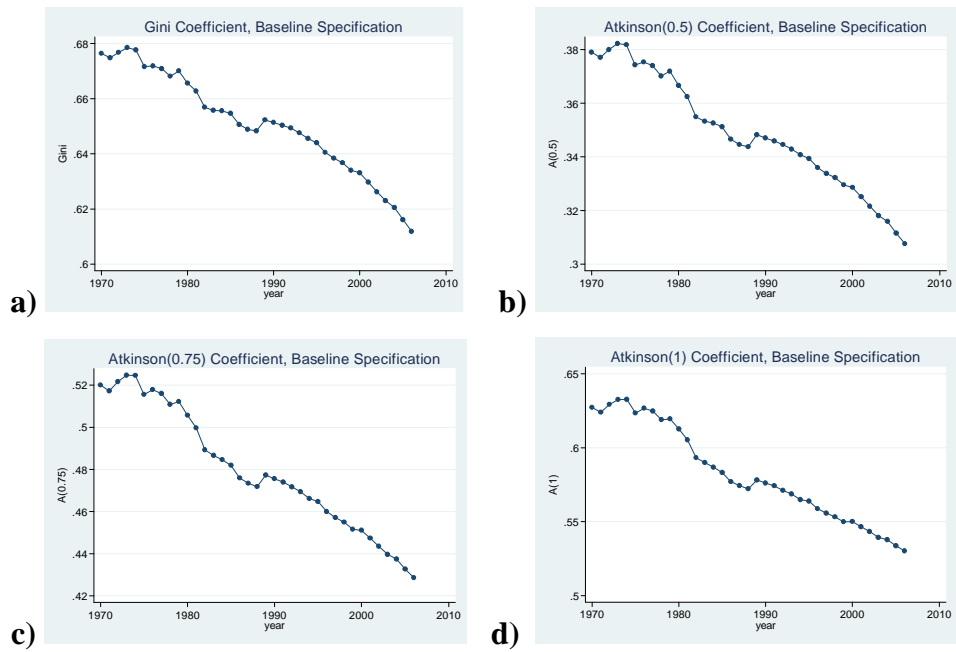 Gini Coefficient, Baseline Specification
.68
.66
.64
.62
.6
Gini
1970 1980 1990 2000 2010
year
a)
Atkinson(0.5) Coefficient, Baseline Specification
.38
.36
.34
.32
.3
A(0.5)
1970 1980 1990 2000 2010
year
b)
Atkinson(0.75) Coefficient, Baseline Specification
.52
.5
.48
.46
.44
.42
A(0.75)
1970 1980 1990 2000 2010
year
c)
Atkinson(1) Coefficient, Baseline Specification
.65
.6
.55
.5
A(1)
1970 1980 1990 2000 2010
year
d)